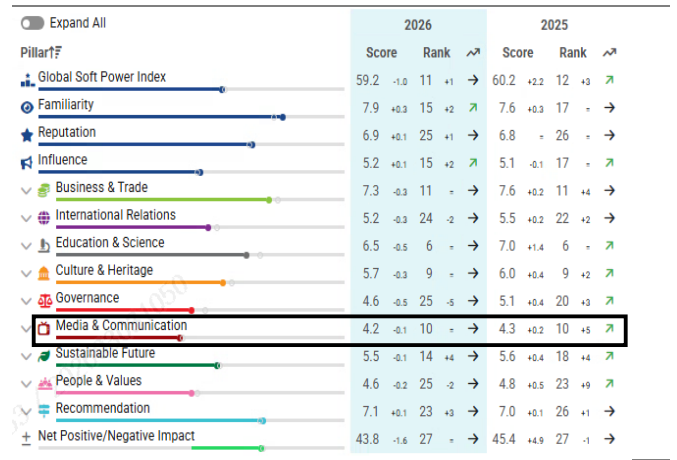 Expand All
2026 2025
Pillar Score Rank Score Rank
Global Soft Power Index 59.2 -1.0 11 +1 → 60.2 +2.2 12 +3 ↗
Familiarity 7.9 +0.3 15 +2 ↗ 7.6 +0.3 17 = →
Reputation 6.9 +0.1 25 +1 → 6.8 = 26 = →
Influence 5.2 +0.1 15 +2 ↗ 5.1 -0.1 17 = ↗
Business & Trade 7.3 -0.3 11 = → 7.6 +0.2 11 +4 →
International Relations 5.2 -0.3 24 -2 → 5.5 +0.2 22 +2 →
Education & Science 6.5 -0.5 6 = → 7.0 +1.4 6 = ↗
Culture & Heritage 5.7 -0.3 9 = → 6.0 +0.4 9 +2 ↗
Governance 4.6 -0.5 25 -5 → 5.1 +0.4 20 +3 ↗
Media & Communication 4.2 -0.1 10 = → 4.3 +0.2 10 +5 ↗
Sustainable Future 5.5 -0.1 14 +4 → 5.6 +0.4 18 +4 ↗
People & Values 4.6 -0.2 25 -2 → 4.8 +0.5 23 +9 ↗
Recommendation 7.1 +0.1 23 +3 → 7.0 +0.1 26 +1 →
± Net Positive/Negative Impact 43.8 -1.6 27 = → 45.4 +4.9 27 -1 →